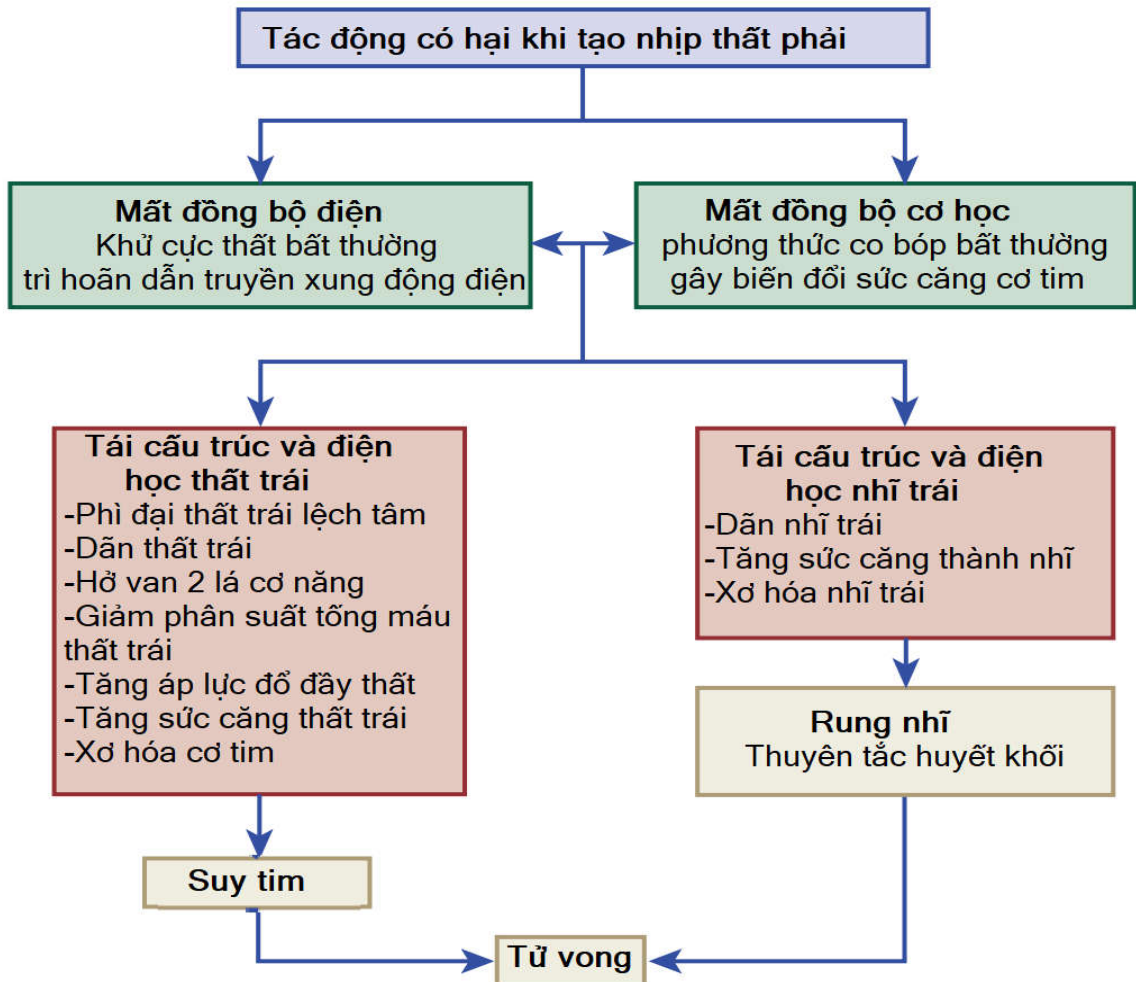 Tác động có hại khi tạo nhịp thất phải
Mất đồng bộ điện
Khử cực thất bất thường
trì hoãn dẫn truyền xung động điện
Mất đồng bộ cơ học
phương thức co bóp bất thường
gây biến đổi sức căng cơ tim
Tái cấu trúc và điện
học thất trái
-Phì đại thất trái lệch tâm
-Dãn thất trái
-Hở van 2 lá cơ năng
-Giảm phân suất tống máu
thất trái
-Tăng áp lực đổ đầy thất
-Tăng sức căng thất trái
-Xơ hóa cơ tim
Tái cấu trúc và điện
học nhĩ trái
-Dãn nhĩ trái
-Tăng sức căng thành nhĩ
-Xơ hóa nhĩ trái
Rung nhĩ
Thuyên tắc huyết khối
Suy tim
Tử vong